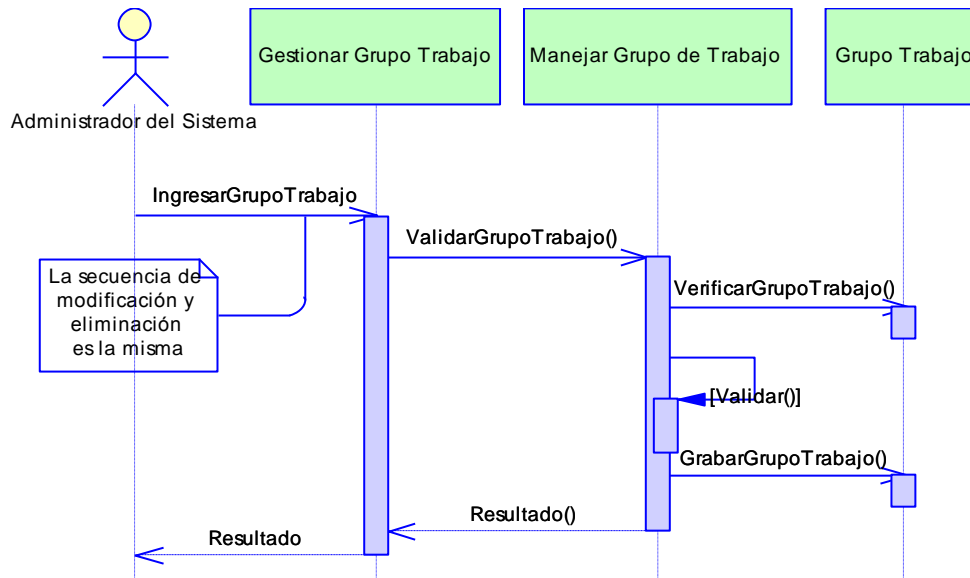 Gestionar Grupo Trabajo
Manejar Grupo de Trabajo
Grupo Trabajo
Administrador del Sistema
IngresarGrupoTrabajo
ValidarGrupoTrabajo()
La secuencia de
modificación y
eliminación
es la misma
VerificarGrupoTrabajo()
[Validar()]
GrabarGrupoTrabajo()
Resultado()
Resultado